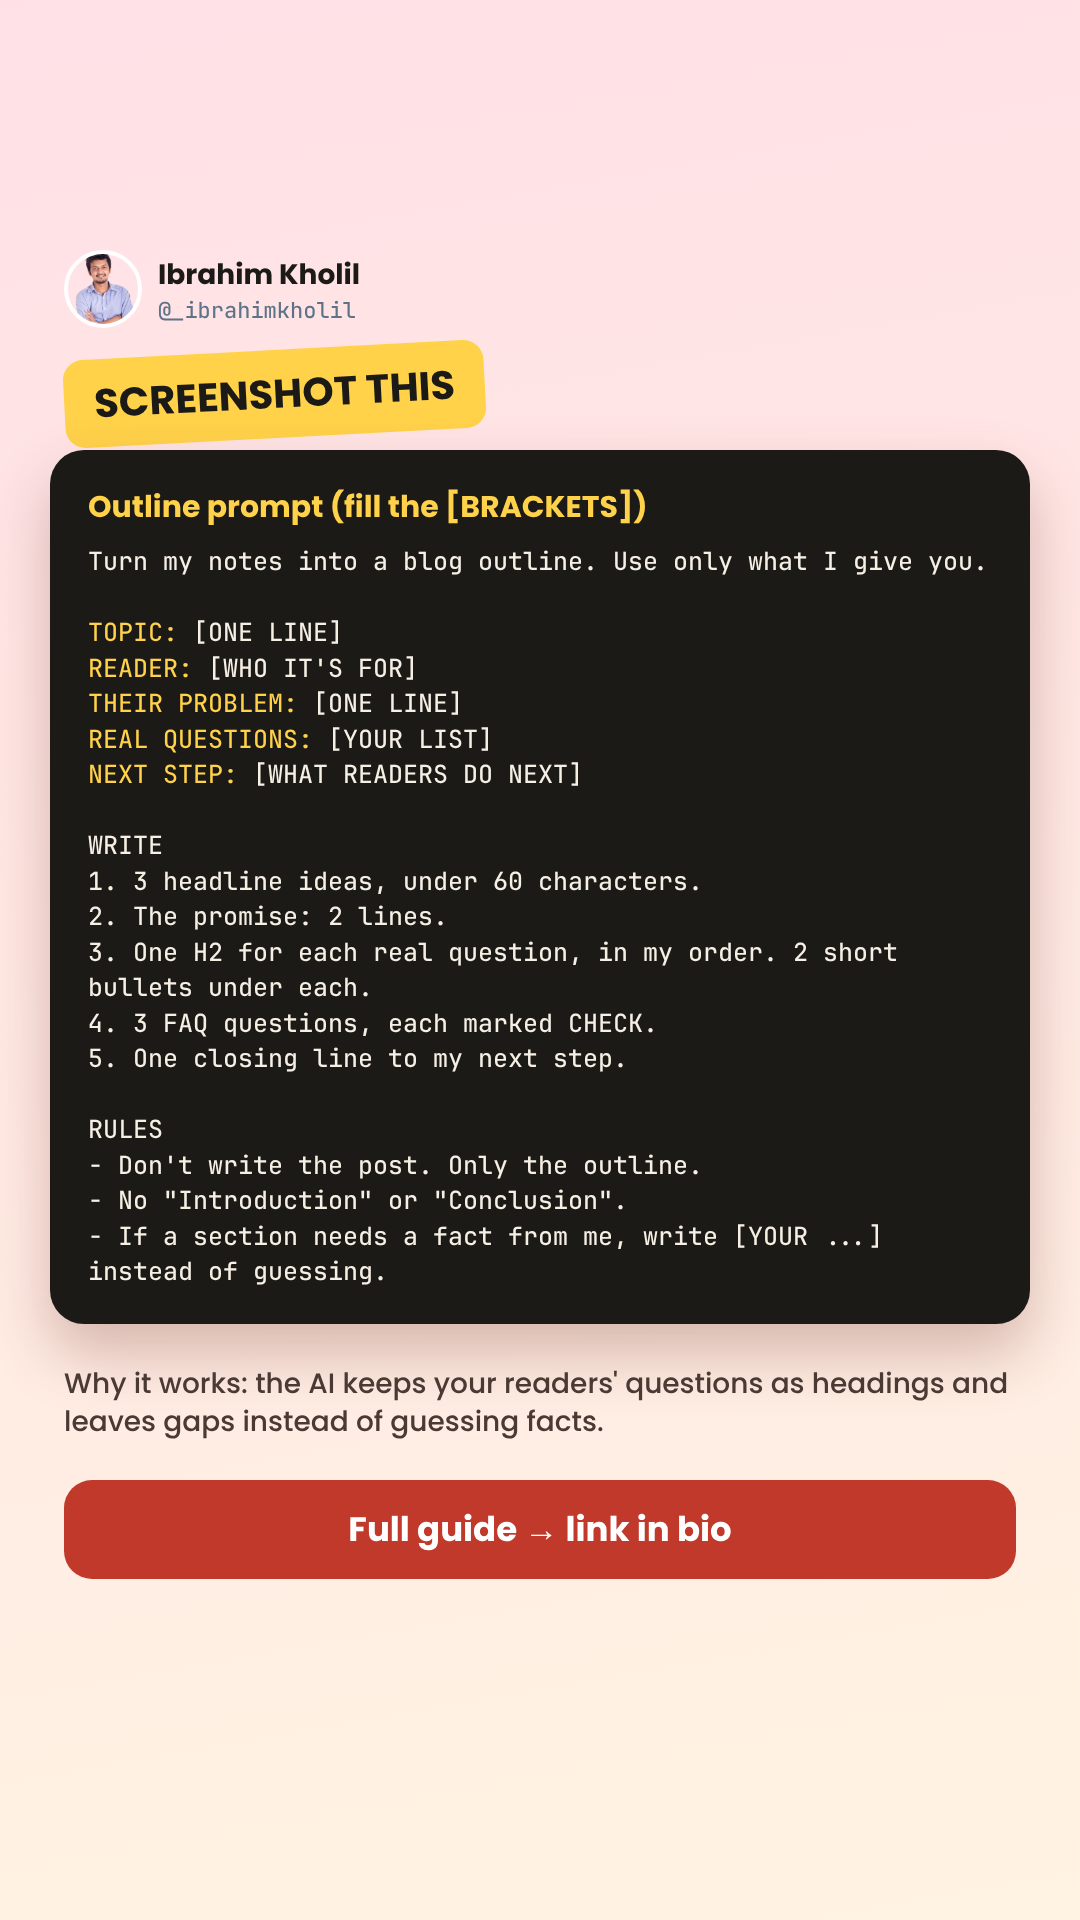 Ibrahim Kholil
@_ibrahimkholil
SCREENSHOT THIS
Outline prompt (fill the [BRACKETS])
Turn my notes into a blog outline. Use only what I give you.
TOPIC: [ONE LINE]
READER: [WHO IT'S FOR]
THEIR PROBLEM: [ONE LINE]
REAL QUESTIONS: [YOUR LIST]
NEXT STEP: [WHAT READERS DO NEXT]
WRITE
1. 3 headline ideas, under 60 characters.
2. The promise: 2 lines.
3. One H2 for each real question, in my order. 2 short
bullets under each.
4. 3 FAQ questions, each marked CHECK.
5. One closing line to my next step.
RULES
- Don't write the post. Only the outline.
- No "Introduction" or "Conclusion".
- If a section needs a fact from me, write [YOUR ...]
instead of guessing.
Why it works: the AI keeps your readers' questions as headings and
leaves gaps instead of guessing facts.
Full guide → link in bio